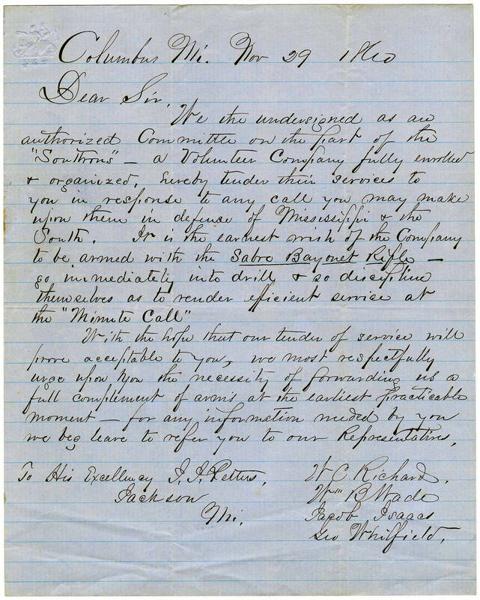 Columbus Mi. Nov 29 1860
Dear Sir,
We the undersigned as an
authorized Committee on the part of the
"Southrons" — a Volunteer Company fully enrolled
& organized, hereby tender their services to
you in response to any call you may make
upon them in defense of Mississippi & the
South. It is the earnest wish of the Company
to be armed with the Sabre Bayonet Rifle —
go immediately into drill & so discipline
themselves as to render efficient service at
the "Minute Call"
With the hope that our tender of service will
prove acceptable to you, we most respectfully
urge upon you the necessity of forwarding us a
full complement of arms at the earliest practicable
moment — for any information needed by you
we beg leave to refer you to our Representatives.
To His Excellency J. J. Pettus,
Jackson
Mi.
W C Richard.
Wm B Wade
Jacob Isaacs
Geo Whitfield.